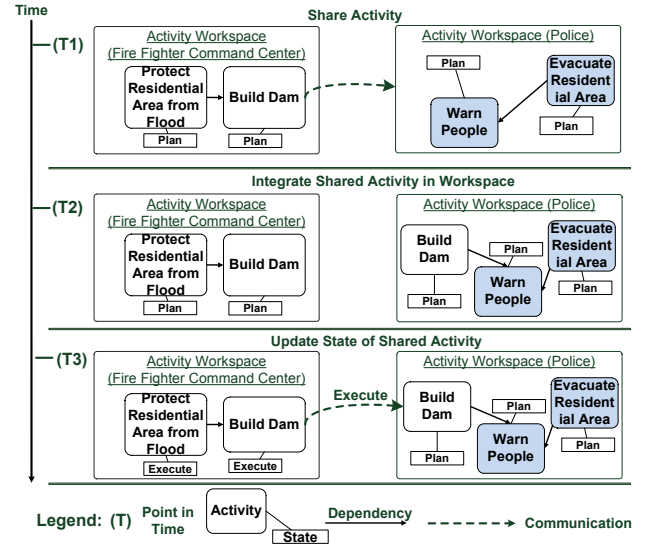 Time
Share Activity
(T1)
Activity Workspace
(Fire Fighter Command Center)
Protect
Residential
Area from
Flood
Plan
Build Dam
Plan
Activity Workspace (Police)
Plan
Warn
People
Evacuate
Resident
ial Area
Plan
Integrate Shared Activity in Workspace
(T2)
Activity Workspace
(Fire Fighter Command Center)
Protect
Residential
Area from
Flood
Plan
Build Dam
Plan
Activity Workspace (Police)
Build
Dam
Plan
Plan
Warn
People
Evacuate
Resident
ial Area
Plan
Update State of Shared Activity
(T3)
Activity Workspace
(Fire Fighter Command Center)
Protect
Residential
Area from
Flood
Execute
Build Dam
Execute
Execute
Activity Workspace (Police)
Build
Dam
Plan
Plan
Warn
People
Evacuate
Resident
ial Area
Plan
Legend: (T) Point in
Time
Activity
State
Dependency
Communication